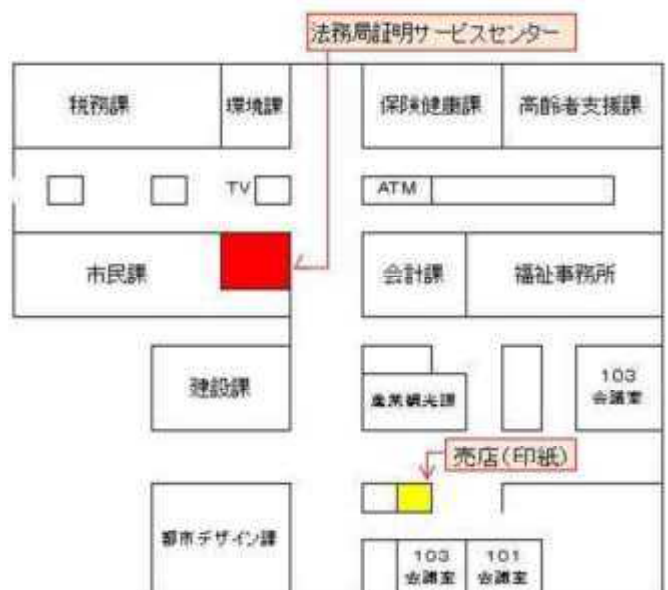 法務局証明サービスセンター
税務課
環境課
保険健康課
高齢者支援課
TV
ATM
市民課
会計課
福祉事務所
建設課
産業観光課
103
会議室
売店(印紙)
都市デザイン課
103
会議室
101
会議室